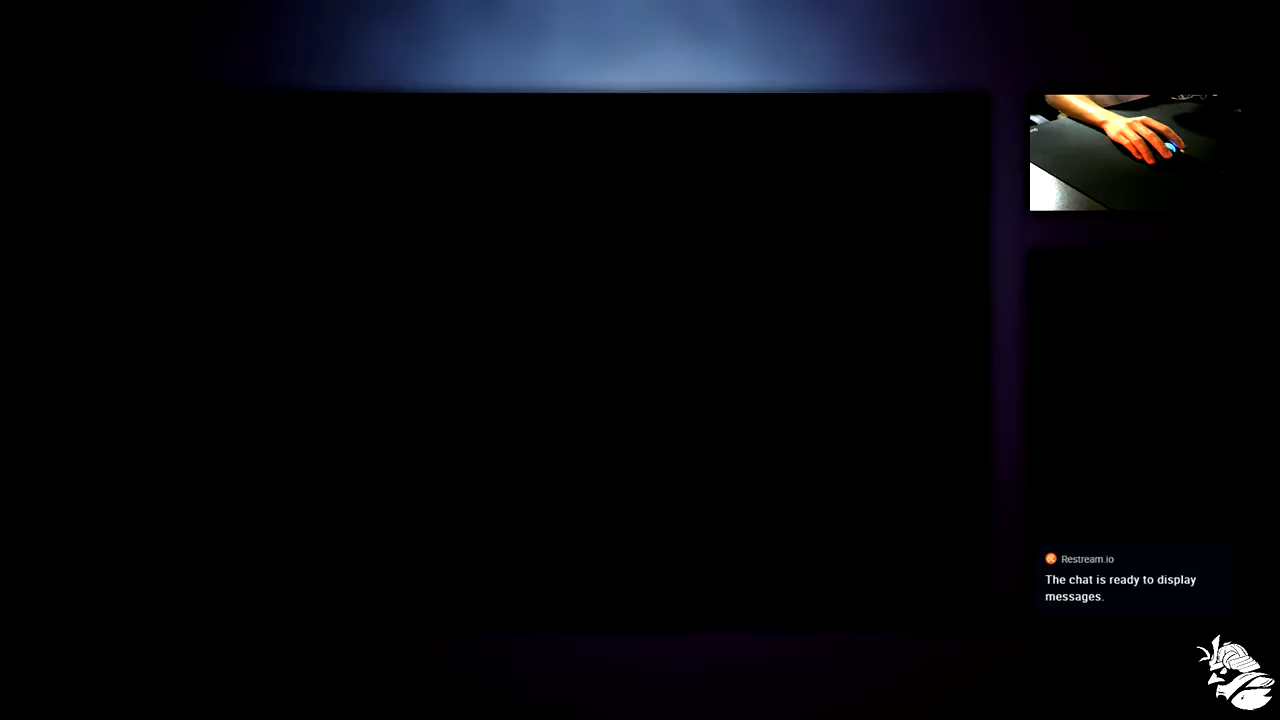 Restream.io
The chat is ready to display
messages.